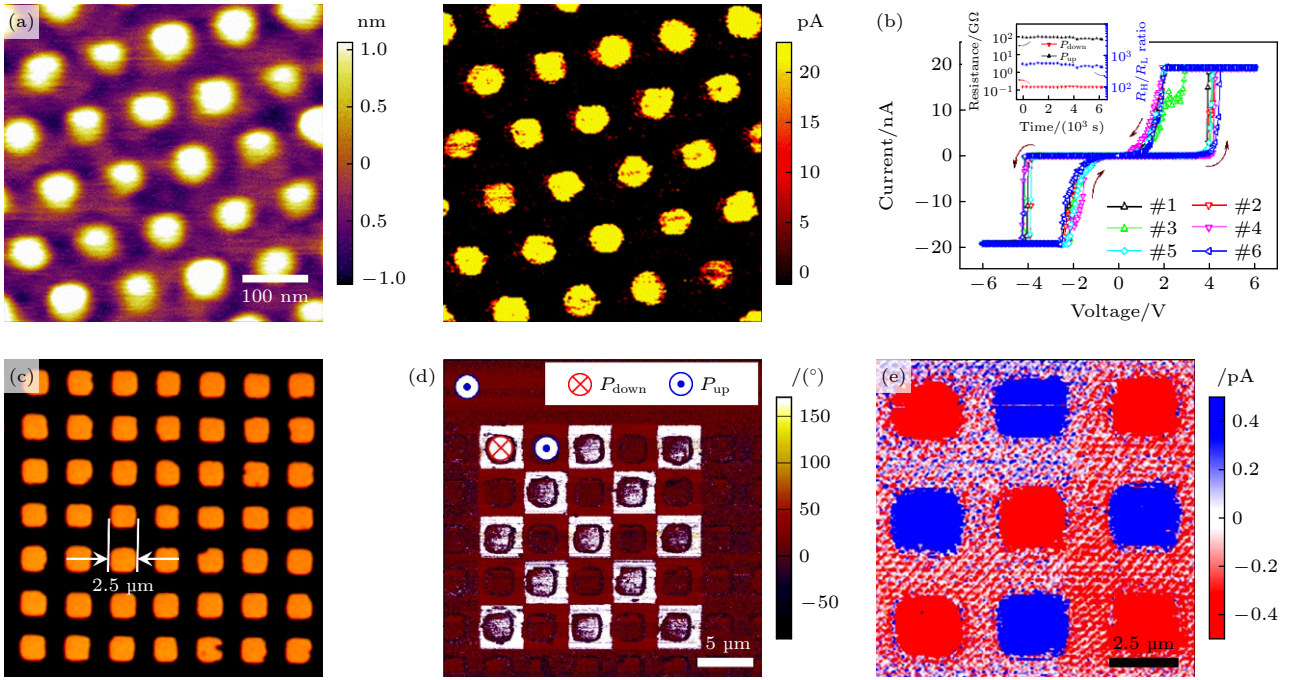 (a)
100 nm
nm
1.0
0.5
0
0.5
−1.0
pA
20
15
10
5
0
(b)
Resistance/GΩ
10² 
10¹
10⁰
10⁻¹
P_down
P_up
10³
10²
R_H/R_L ratio
0 2 4 6
Time/(10³ s)
Current/nA
20
10
0
−10
−20
#1 #2
#3 #4
#5 #6
−6 −4 −2 0 2 4 6
Voltage/V
(c)
2.5 µm
(d)
P_down P_up
5 µm
/(°)
150
100
50
0
−50
(e)
2.5 µm
/pA
0.4
0.2
0
−0.2
−0.4